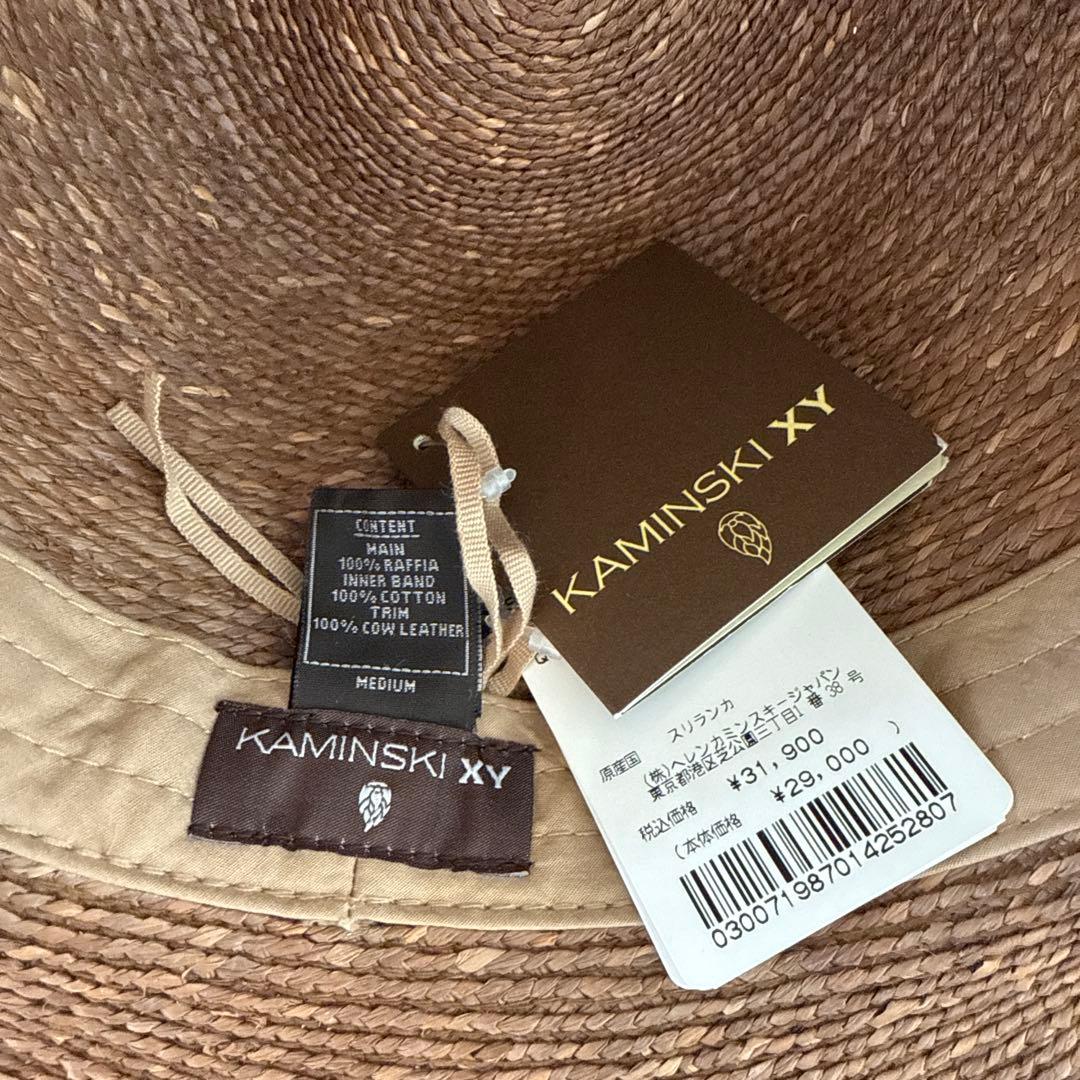 KAMINSKI XY
CONTENT
MAIN
100% RAFFIA
INNER BAND
100% COTTON
TRIM
100% COW LEATHER
MEDIUM
KAMINSKI XY
原産国 スリランカ
(株)ヘレンカミンスキージャパン
東京都港区芝公園三丁目1 番 38 号
税込価格 ¥31,900
(本体価格 ¥29,000 )
030071987014252807